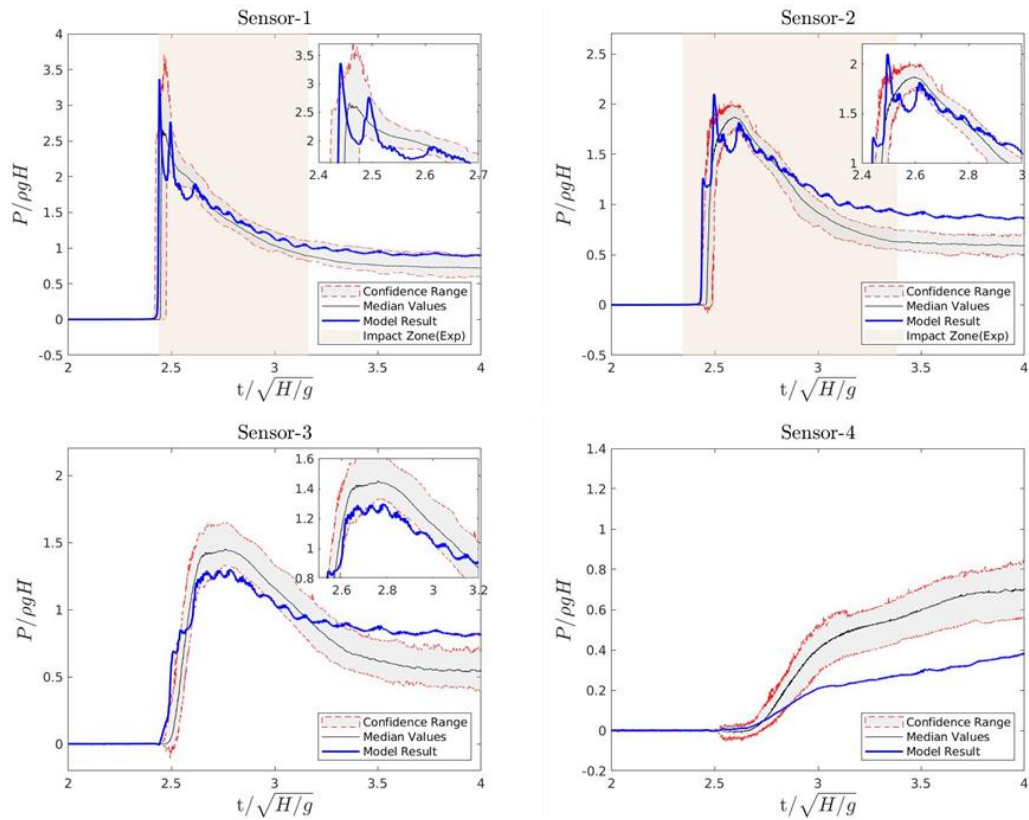 Sensor-1
4
3.5
3
2.5
2
1.5
1
0.5
0
-0.5
P/ρgH
3.5
3
2.5
2
2.4 2.5 2.6 2.7
Confidence Range
Median Values
Model Result
Impact Zone(Exp)
2 2.5 3 3.5 4
t/√H/g
Sensor-2
2.5
2
1.5
1
0.5
0
-0.5
P/ρgH
2
1.5
1
2.4 2.6 2.8 3
Confidence Range
Median Values
Model Result
Impact Zone(Exp)
2 2.5 3 3.5 4
t/√H/g
Sensor-3
2
1.5
1
0.5
0
P/ρgH
1.6
1.4
1.2
1
0.8
2.6 2.8 3 3.2
Confidence Range
Median Values
Model Result
2 2.5 3 3.5 4
t/√H/g
Sensor-4
1.4
1.2
1
0.8
0.6
0.4
0.2
0
-0.2
P/ρgH
Confidence Range
Median Values
Model Result
2 2.5 3 3.5 4
t/√H/g